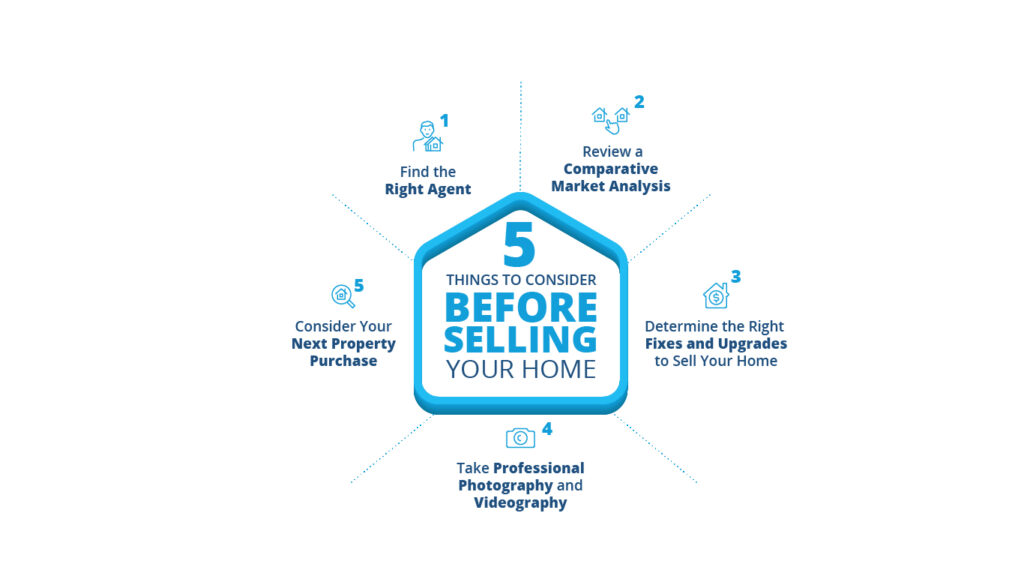 5
THINGS TO CONSIDER
BEFORE
SELLING
YOUR HOME
1
Find the
Right Agent
2
Review a
Comparative
Market Analysis
3
Determine the Right
Fixes and Upgrades
to Sell Your Home
4
Take Professional
Photography and
Videography
5
Consider Your
Next Property
Purchase